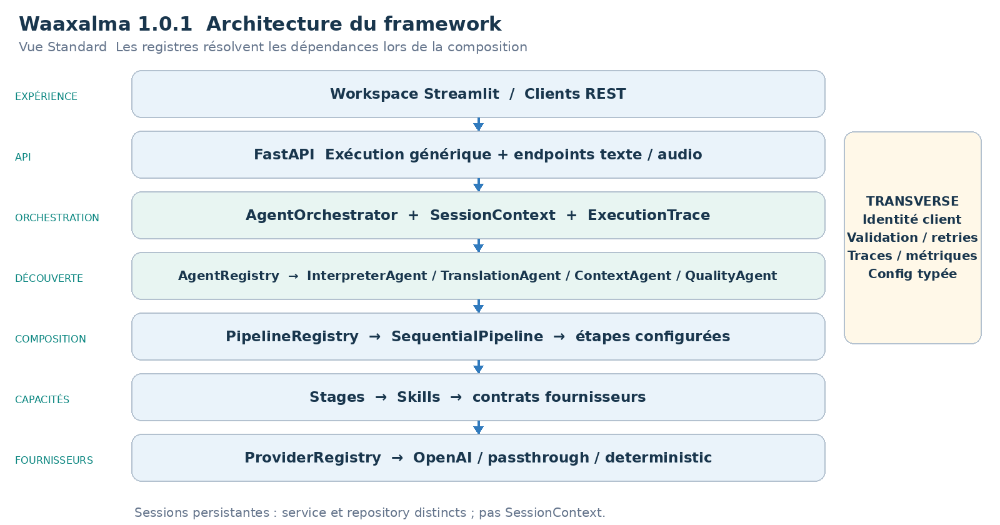 Waaxalma 1.0.1  Architecture du framework
Vue Standard  Les registres résolvent les dépendances lors de la composition
EXPÉRIENCE
Workspace Streamlit / Clients REST
API
FastAPI  Exécution générique + endpoints texte / audio
ORCHESTRATION
AgentOrchestrator + SessionContext + ExecutionTrace
DÉCOUVERTE
AgentRegistry → InterpreterAgent / TranslationAgent / ContextAgent / QualityAgent
COMPOSITION
PipelineRegistry → SequentialPipeline → étapes configurées
CAPACITÉS
Stages → Skills → contrats fournisseurs
FOURNISSEURS
ProviderRegistry → OpenAI / passthrough / deterministic
TRANSVERSE
Identité client
Validation / retries
Traces / métriques
Config typée
Sessions persistantes : service et repository distincts ; pas SessionContext.